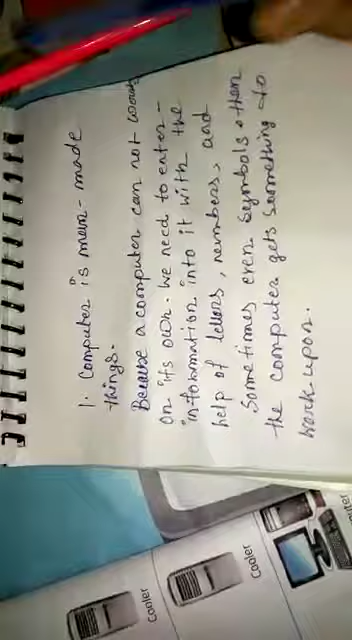 1. Computer is a man-made
things.
Because a computer can not work
on its own. We need to enter-
information into it with the
help of letters, numbers, and
Sometimes even symbols then
the computer gets something to
work upon.
Cooler
Cooler